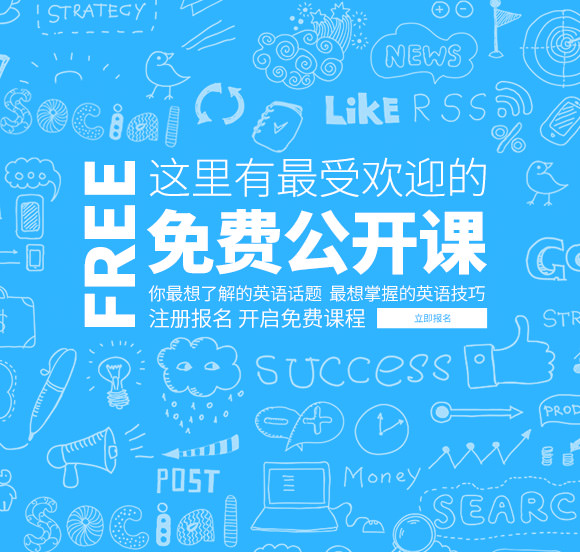 STRATEGY
NEWS
Social
LiKE RSS
%
FREE
这里有最受欢迎的
免费公开课
你最想了解的英语话题 最想掌握的英语技巧
注册报名 开启免费课程 立即报名
GO
STR
SUCCESS
PROD
POST
Money
Social
SEARC